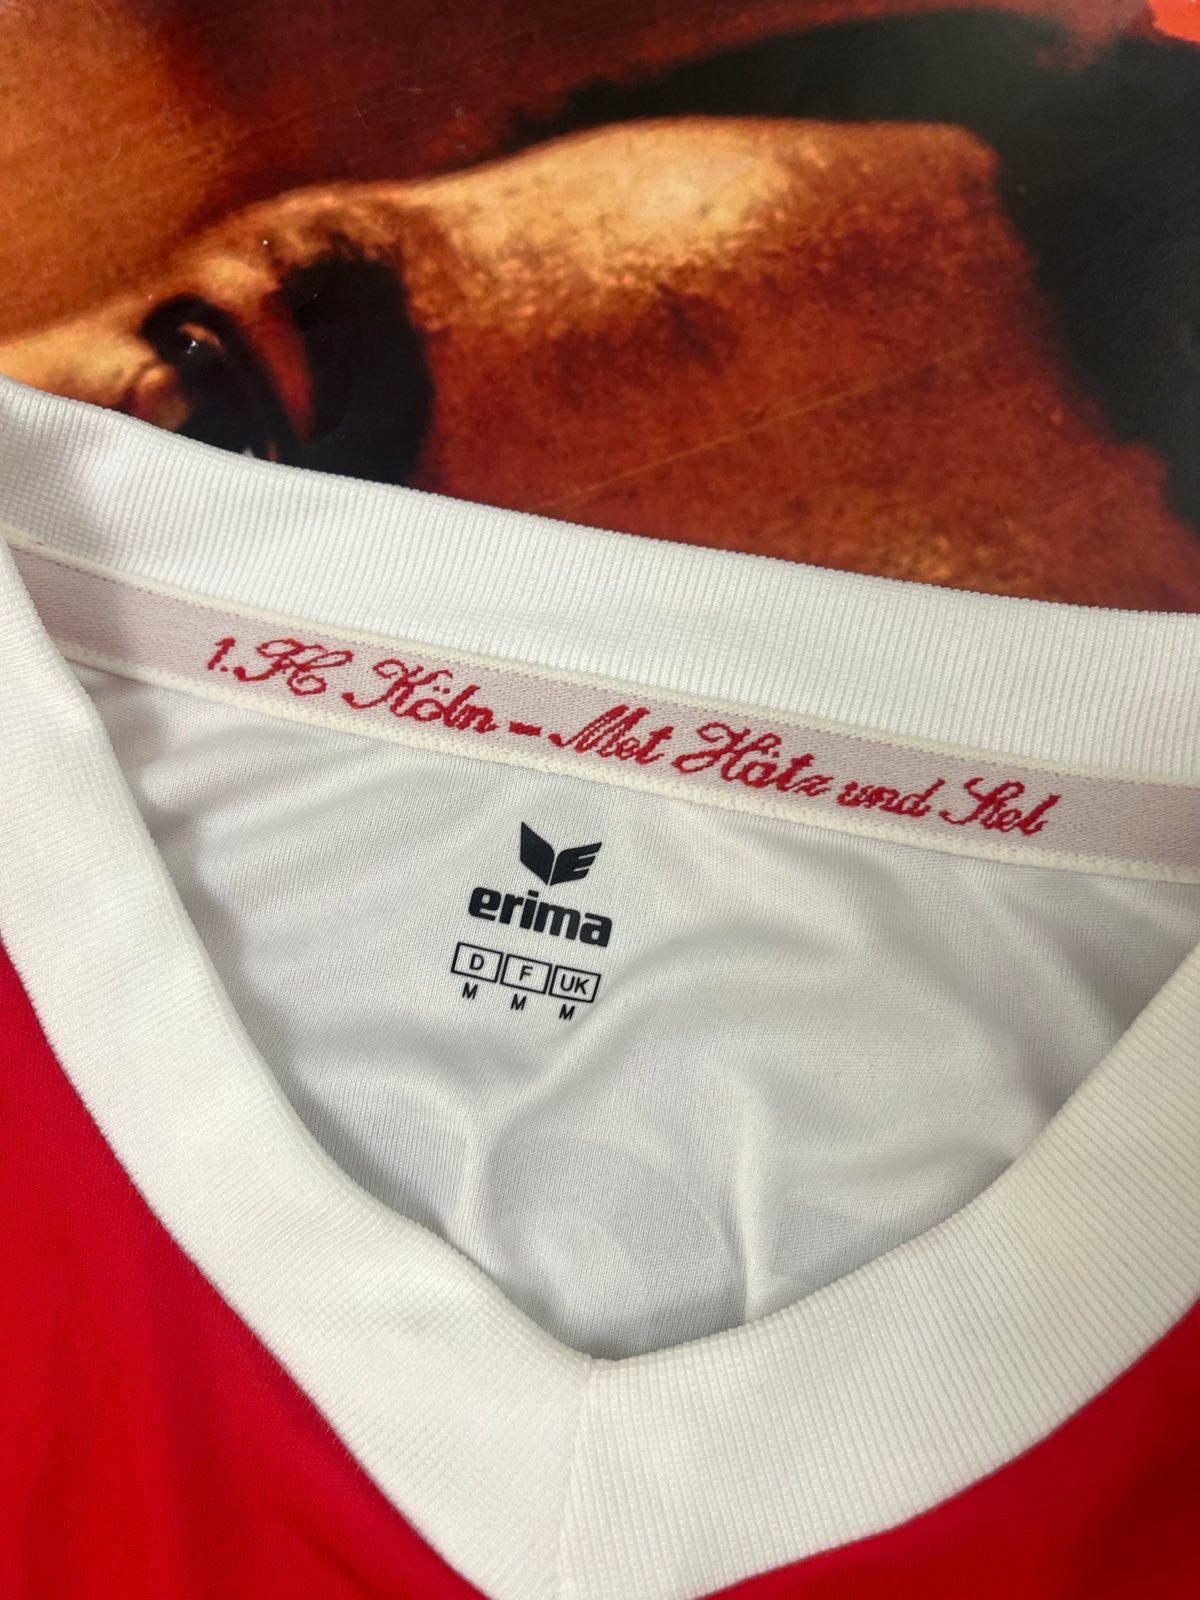 1. FC Köln - Met Hätz und Siel
erima
D F UK
M M M